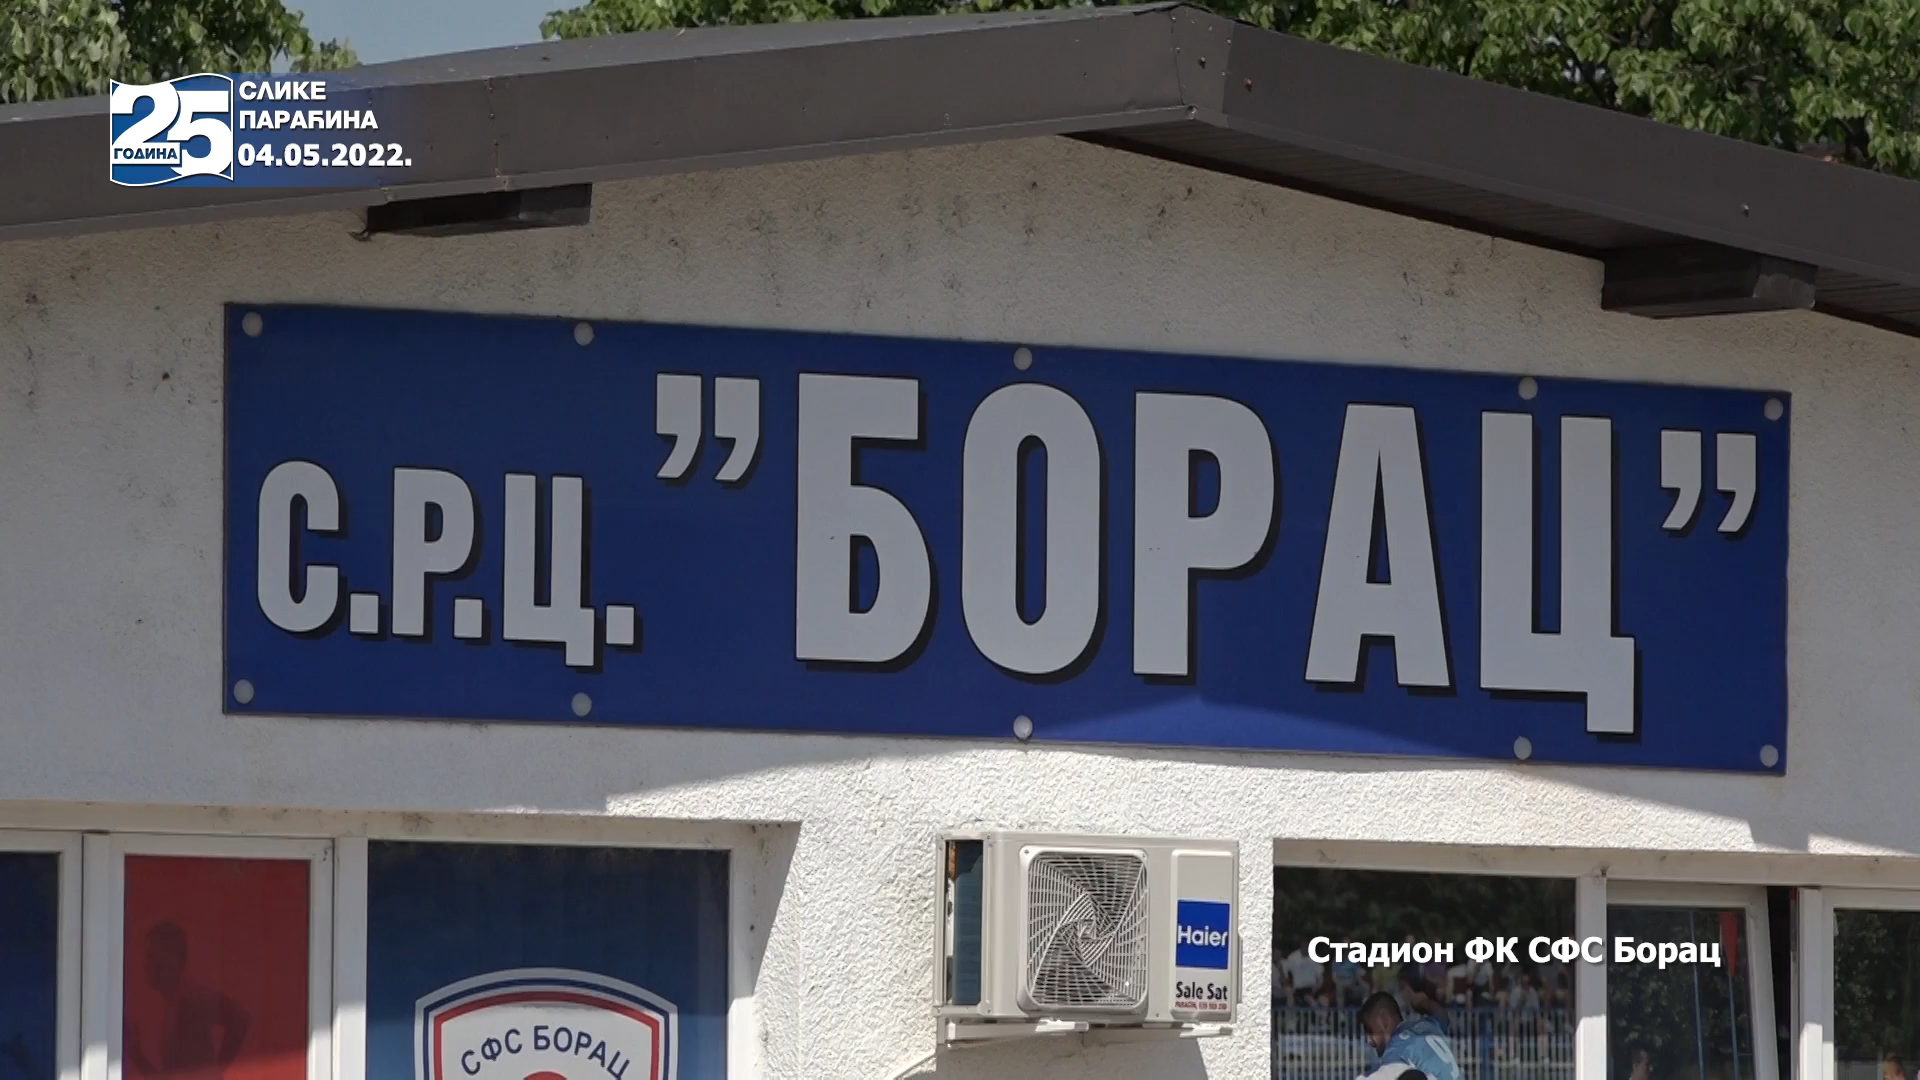 25
ГОДИНА
СЛИКЕ
ПАРАЋИНА
04.05.2022.
С.Р.Ц. ”БОРАЦ”
Haier
Sale Sat
Стадион ФК СФС Борац
СФС БОРАЦ